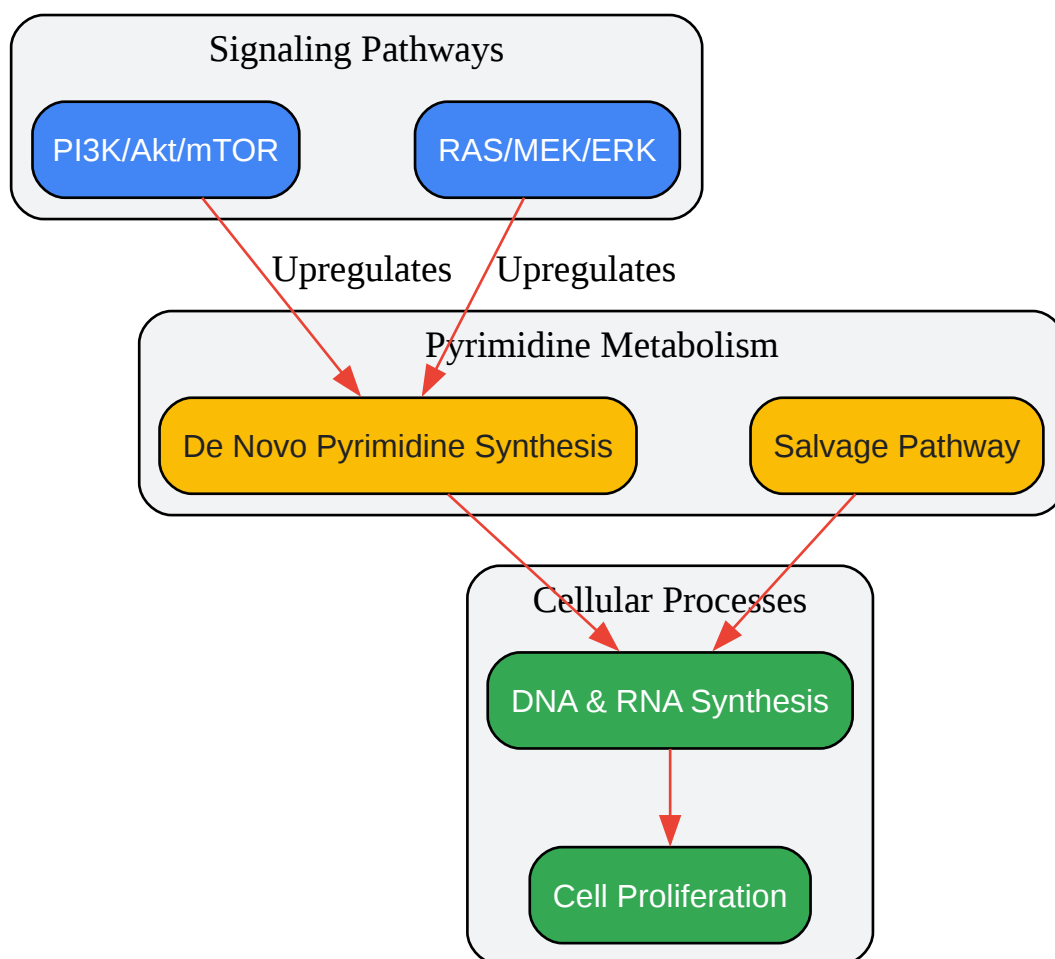 Signaling Pathways
PI3K/Akt/mTOR
RAS/MEK/ERK
Upregulates
Upregulates
Pyrimidine Metabolism
De Novo Pyrimidine Synthesis
Salvage Pathway
Cellular Processes
DNA & RNA Synthesis
Cell Proliferation